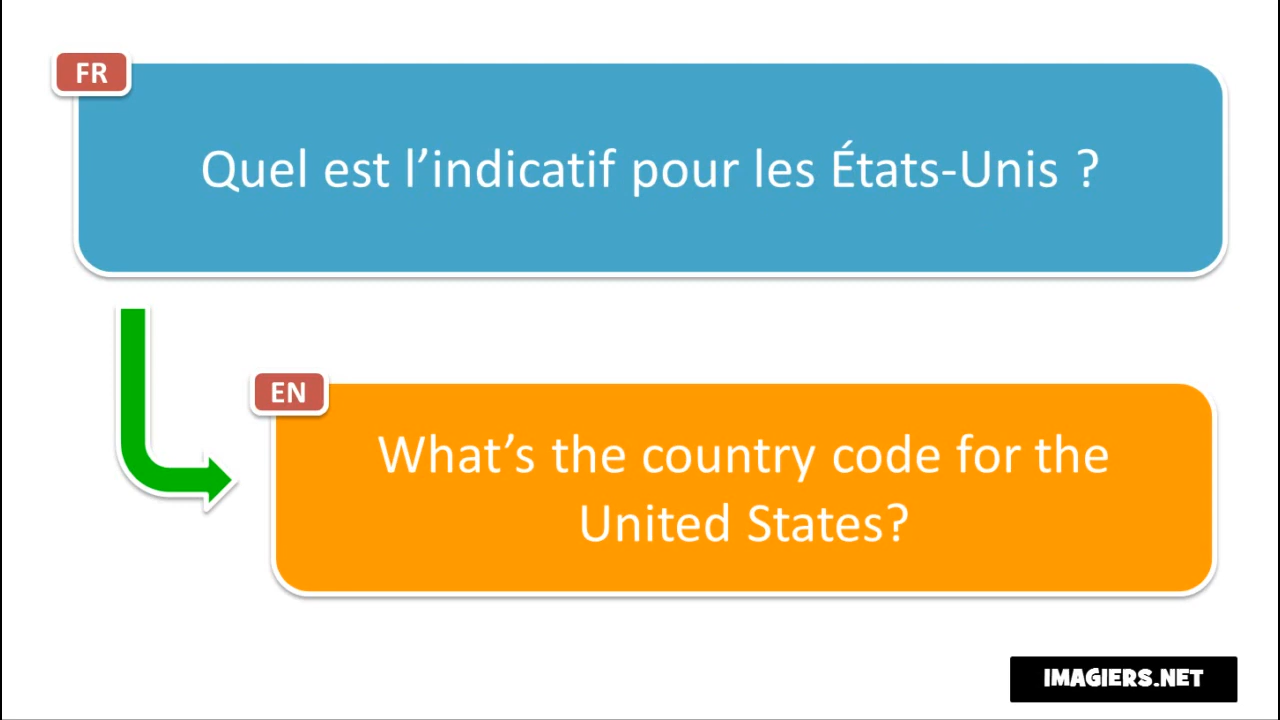 FR
Quel est l’indicatif pour les États-Unis ?
EN
What’s the country code for the
United States?
IMAGIERS.NET